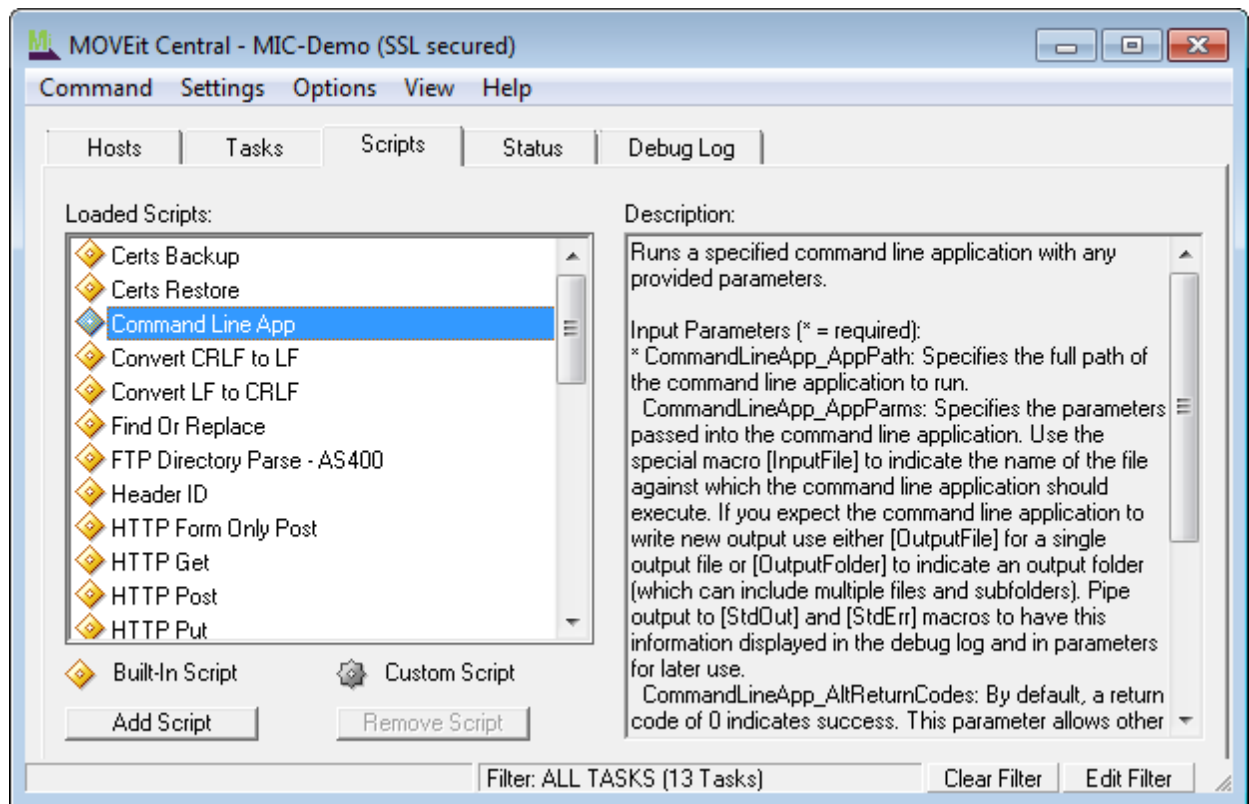 MOVEit Central - MIC-Demo (SSL secured)
Command Settings Options View Help
Hosts Tasks Scripts Status Debug Log
Loaded Scripts:
Certs Backup
Certs Restore
Command Line App
Convert CRLF to LF
Convert LF to CRLF
Find Or Replace
FTP Directory Parse - AS400
Header ID
HTTP Form Only Post
HTTP Get
HTTP Post
HTTP Put
Built-In Script
Custom Script
Add Script
Remove Script
Description:
Runs a specified command line application with any
provided parameters.
Input Parameters (* = required):
* CommandLineApp_AppPath: Specifies the full path of
the command line application to run.
CommandLineApp_AppParms: Specifies the parameters
passed into the command line application. Use the
special macro [InputFile] to indicate the name of the file
against which the command line application should
execute. If you expect the command line application to
write new output use either [OutputFile] for a single
output file or [OutputFolder] to indicate an output folder
(which can include multiple files and subfolders). Pipe
output to [StdOut] and [StdErr] macros to have this
information displayed in the debug log and in parameters
for later use.
CommandLineApp_AltReturnCodes: By default, a return
code of 0 indicates success. This parameter allows other
Filter: ALL TASKS (13 Tasks)
Clear Filter
Edit Filter